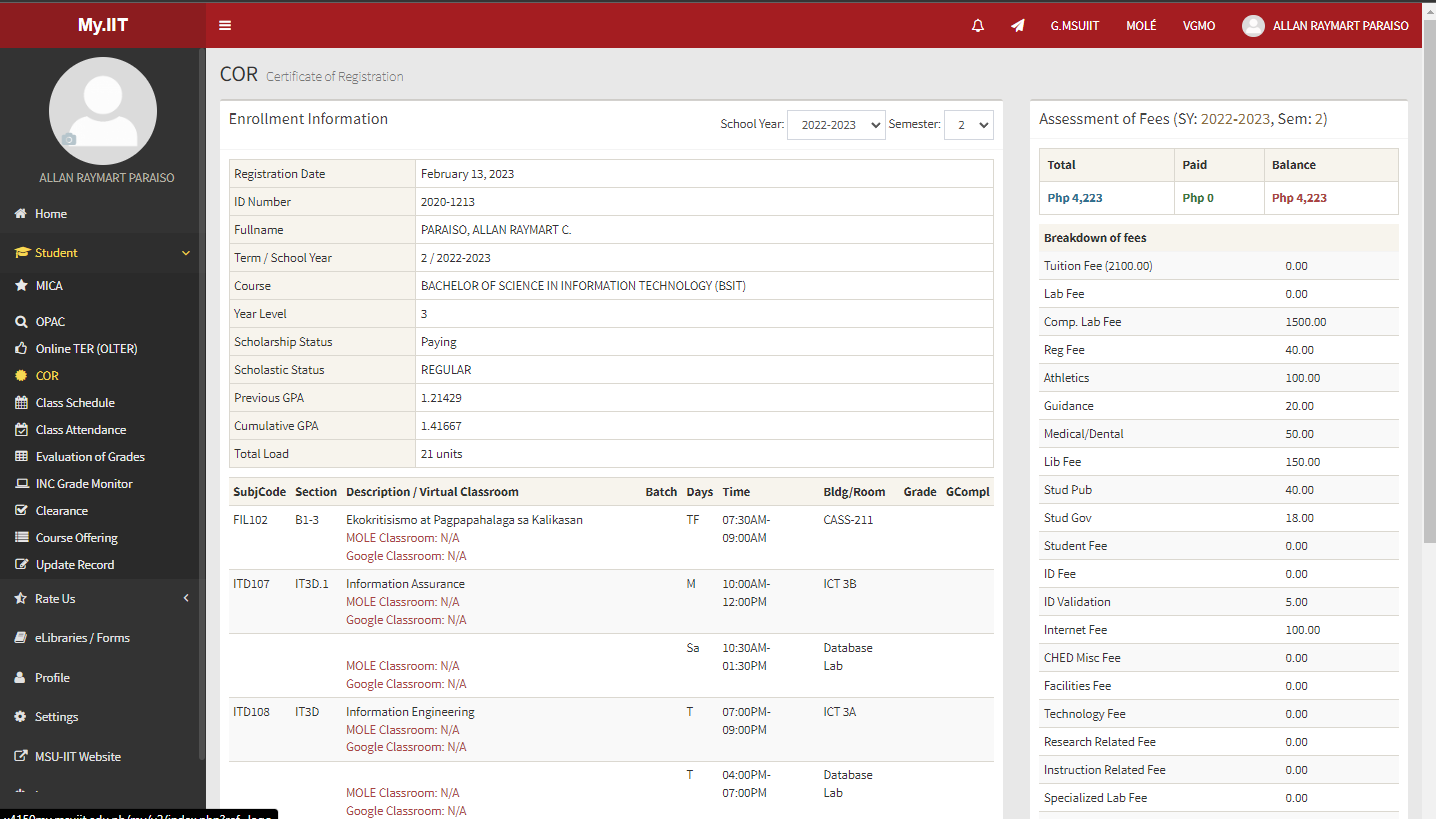 My.IIT
G.MSUIIT MOLÉ VGMO ALLAN RAYMART PARAISO
ALLAN RAYMART PARAISO
Home
Student
MICA
OPAC
Online TER (OLTER)
COR
Class Schedule
Class Attendance
Evaluation of Grades
INC Grade Monitor
Clearance
Course Offering
Update Record
Rate Us
eLibraries / Forms
Profile
Settings
MSU-IIT Website
COR Certificate of Registration
Enrollment Information
School Year: 2022-2023 Semester: 2
Registration Date February 13, 2023
ID Number 2020-1213
Fullname PARAISO, ALLAN RAYMART C.
Term / School Year 2 / 2022-2023
Course BACHELOR OF SCIENCE IN INFORMATION TECHNOLOGY (BSIT)
Year Level 3
Scholarship Status Paying
Scholastic Status REGULAR
Previous GPA 1.21429
Cumulative GPA 1.41667
Total Load 21 units
SubjCode Section Description / Virtual Classroom Batch Days Time Bldg/Room Grade GCompl
FIL102 B1-3 Ekokritisismo at Pagpapahalaga sa Kalikasan TF 07:30AM- CASS-211
MOLE Classroom: N/A 09:00AM
Google Classroom: N/A
ITD107 IT3D.1 Information Assurance M 10:00AM- ICT 3B
MOLE Classroom: N/A 12:00PM
Google Classroom: N/A
Sa 10:30AM- Database
MOLE Classroom: N/A 01:30PM Lab
Google Classroom: N/A
ITD108 IT3D Information Engineering T 07:00PM- ICT 3A
MOLE Classroom: N/A 09:00PM
Google Classroom: N/A
T 04:00PM- Database
MOLE Classroom: N/A 07:00PM Lab
Google Classroom: N/A
Assessment of Fees (SY: 2022-2023, Sem: 2)
Total Paid Balance
Php 4,223 Php 0 Php 4,223
Breakdown of fees
Tuition Fee (2100.00) 0.00
Lab Fee 0.00
Comp. Lab Fee 1500.00
Reg Fee 40.00
Athletics 100.00
Guidance 20.00
Medical/Dental 50.00
Lib Fee 150.00
Stud Pub 40.00
Stud Gov 18.00
Student Fee 0.00
ID Fee 0.00
ID Validation 5.00
Internet Fee 100.00
CHED Misc Fee 0.00
Facilities Fee 0.00
Technology Fee 0.00
Research Related Fee 0.00
Instruction Related Fee 0.00
Specialized Lab Fee 0.00